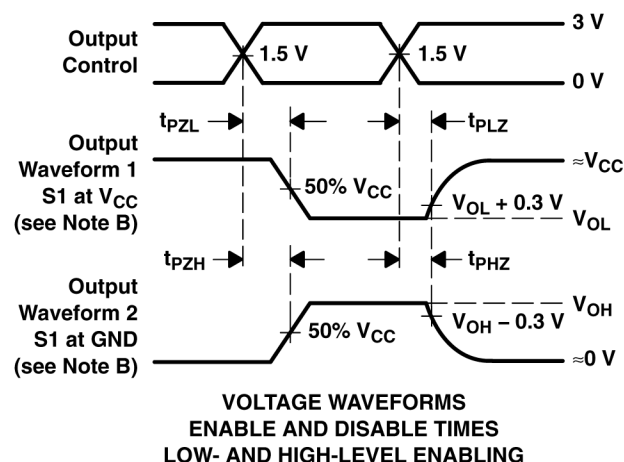 Output
Control
1.5 V
1.5 V
3 V
0 V
tPZL
tPLZ
Output
Waveform 1
S1 at VCC
(see Note B)
50% VCC
≈VCC
VOL + 0.3 V
VOL
tPZH
tPHZ
Output
Waveform 2
S1 at GND
(see Note B)
50% VCC
VOH
VOH − 0.3 V
≈0 V
VOLTAGE WAVEFORMS
ENABLE AND DISABLE TIMES
LOW- AND HIGH-LEVEL ENABLING